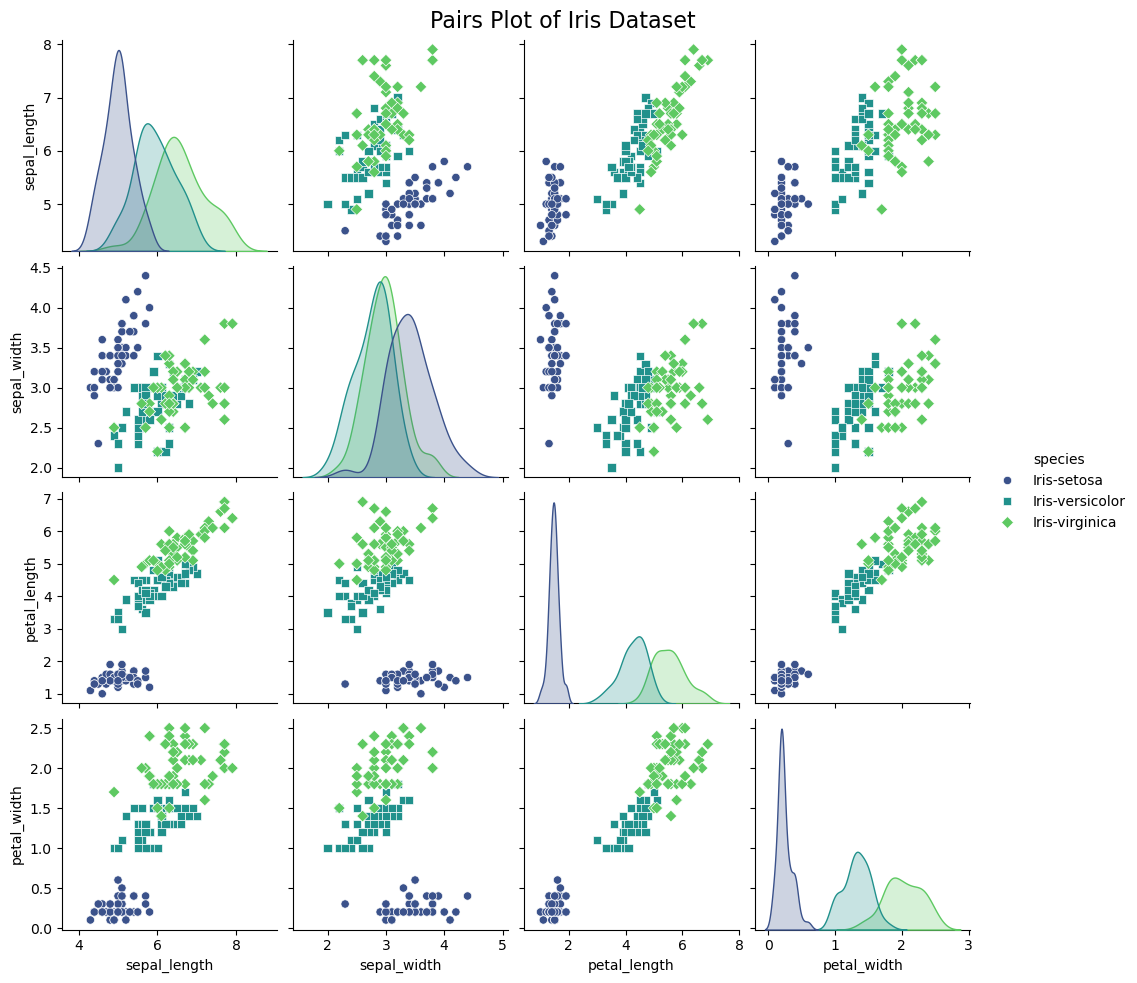 Pairs Plot of Iris Dataset
8
7
6
5
sepal_length
4.5
4.0
3.5
3.0
2.5
2.0
sepal_width
species
Iris-setosa
Iris-versicolor
Iris-virginica
7
6
5
4
3
2
1
petal_length
2.5
2.0
1.5
1.0
0.5
0.0
petal_width
4 6 8
2 3 4 5
2 4 6 8
0 1 2 3
sepal_length
sepal_width
petal_length
petal_width